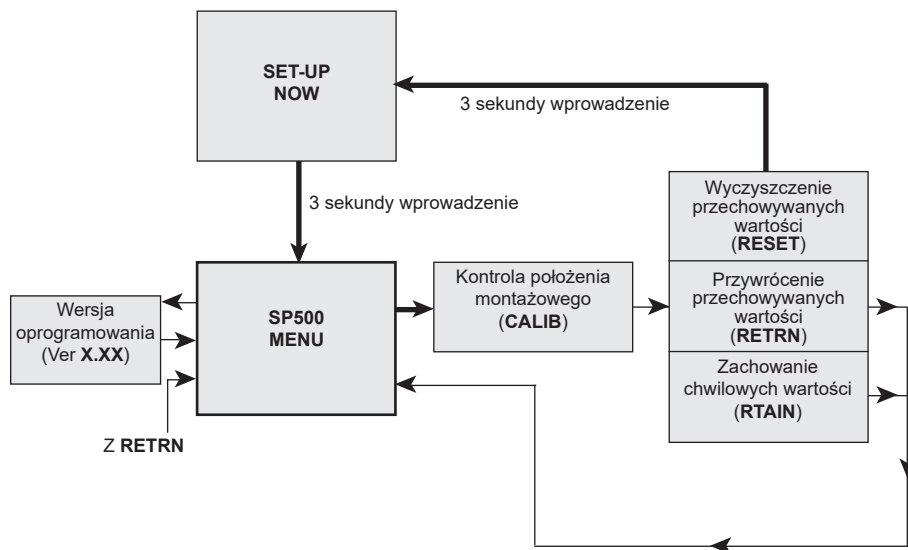 SET-UP
NOW
3 sekundy wprowadzenie
3 sekundy wprowadzenie
Wyczyszczenie
przechowywanych
wartości
(RESET)
Wersja
oprogramowania
(Ver X.XX)
SP500
MENU
Kontrola położenia
montażowego
(CALIB)
Przywrócenie
przechowywanych
wartości
(RETRN)
Zachowanie
chwilowych wartości
(RTAIN)
Z RETRN